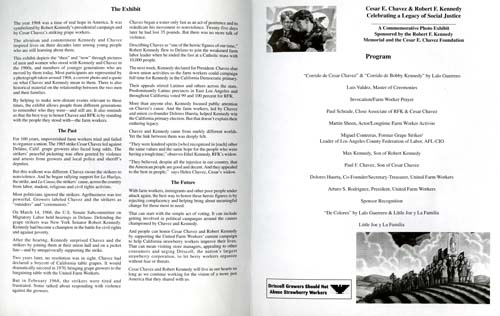 The Exhibit
The year 1968 was a time of real hope in America. It was
symbolized by Robert Kennedy's presidential campaign and
by Cesar Chavez's striking grape workers.
The altruism and commitment Kennedy and Chavez
inspired lives on three decades later among young people
who are still learning about them.
This exhibit depicts the "then" and "now" through pictures
of men and women who stood with Kennedy and Chavez in
the 1960s, and members of younger generations who are
moved by them today. Most participants are represented by
a photograph taken around 1968, a current photo and a quote
on what Chavez and Kennedy mean to them. There is also
historical material on the relationship between the two men
and their families.
By helping to make now-distant events relevant to these
times, the exhibit allows people from different generations
to remember who they were—and still are. It also reminds
us that the best way to honor Chavez and RFK is by standing
with the people they stood with—the farm workers.
The Past
For 100 years, impoverished farm workers tried and failed
to organize a union. The 1965 strike Cesar Chavez led against
Delano, Calif. grape growers also faced long odds. The
strikers' peaceful picketing was often greeted by violence
and arrests from growers and local police and sheriff's
deputies.
But this walkout was different. Chavez swore the strikers to
nonviolence. And he began rallying support for La Huelga,
the strike, and La Causa, the strikers' cause, across the country
from labor, student, religious and civil rights activists.
Most politicians ignored the strikers. Agribusiness was too
powerful. Growers labeled Chavez and the strikers as
"outsiders" and "communists."
On March 14, 1966, the U.S. Senate Subcommittee on
Migratory Labor held hearings in Delano. Defending the
grape strikers was New York Senator Robert Kennedy.
Kennedy had become a champion in the battle for civil rights
and against poverty.
After the hearing, Kennedy surprised Chavez and the
strikers by joining them at their union hall and on a picket
line—and by unequivocally supporting the strike.
Two years later, no resolution was in sight. Chavez had
declared a boycott of California table grapes. It would
dramatically succeed in 1970, bringing grape growers to the
bargaining table with the United Farm Workers.
But in February 1968, the strikers were tired and
frustrated. Some talked about responding with violence
against the growers.
Chavez began a water-only fast as an act of penitence and to
rededicate his movement to nonviolence. Twenty-five days
later he had lost 35 pounds. But there was no more talk of
violence.
Describing Chavez as "one of the heroic figures of our time,"
Robert Kennedy flew to Delano to join the weakened farm
labor leader when he ended the fast at a Catholic mass with
10,000 people.
The next week, Kennedy declared for President. Chavez shut
down union activities so the farm workers could campaign
full time for Kennedy in the California Democratic primary.
Their appeals stirred Latinos and others across the state.
Predominantly Latino precincts in East Los Angeles and
throughout California voted 99 and 100 percent for RFK.
More than anyone else, Kennedy focused public attention
on Chavez's cause. And the farm workers, led by Chavez
and union co-founder Dolores Huerta, helped Kennedy win
the California primary election. But that doesn't explain their
enduring legacy.
Chavez and Kennedy came from starkly different worlds.
Yet the link between them was deeply felt.
"They were kindred spirits [who] recognized in [each] other
the same values and the same hope for the people who were
having a tough time," observes Ethel Kennedy, RFK's widow.
"They believed, despite all the injustice in our country, that
the American people are good and decent. And they appealed
to the best in people," says Helen Chavez, Cesar's widow.
The Future
With farm workers, immigrants and other poor people under
attack again, the best way to honor these heroic figures is by
rejecting complacency and helping bring about meaningful
change for those most in need.
That can start with the simple act of voting. It can include
getting involved in political campaigns around the causes
championed by Chavez and Kennedy.
And people can honor Cesar Chavez and Robert Kennedy
by supporting the United Farm Workers' current campaign
to help California strawberry workers improve their lives.
That can mean visiting store managers, appealing to other
consumers and urging Driscoll, the nation's largest
strawberry corporation, to let berry workers organize
without fear or threats.
Cesar Chavez and Robert Kennedy will live in our hearts so
long as we continue working for the vision of a more just
America that they shared with us.
Driscoll Growers Should Not
Abuse Strawberry Workers
Cesar E. Chavez & Robert F. Kennedy
Celebrating a Legacy of Social Justice
A Commemorative Photo Exhibit
Sponsored by the Robert F. Kennedy
Memorial and the Cesar E. Chavez Foundation
Program
"Corrido de Cesar Chavez" & "Corrido de Bobby Kennedy" by Lalo Guerrero
Luis Valdez, Master of Ceremonies
Invocation/Farm Worker Prayer
Paul Schrade, Close Associate of RFK & Cesar Chavez
Martin Sheen, Actor/Longtime Farm Worker Activist
Miguel Contreras, Former Grape Striker/
Leader of Los Angeles County Federation of Labor, AFL-CIO
Max Kennedy, Son of Robert Kennedy
Paul F. Chavez, Son of Cesar Chavez
Dolores Huerta, Co-Founder/Secretary-Treasurer, United Farm Workers
Arturo S. Rodriguez, President, United Farm Workers
Sponsor Recognition
"De Colores" by Lalo Guerrero & Little Joe y La Familia
Little Joe y La Familia